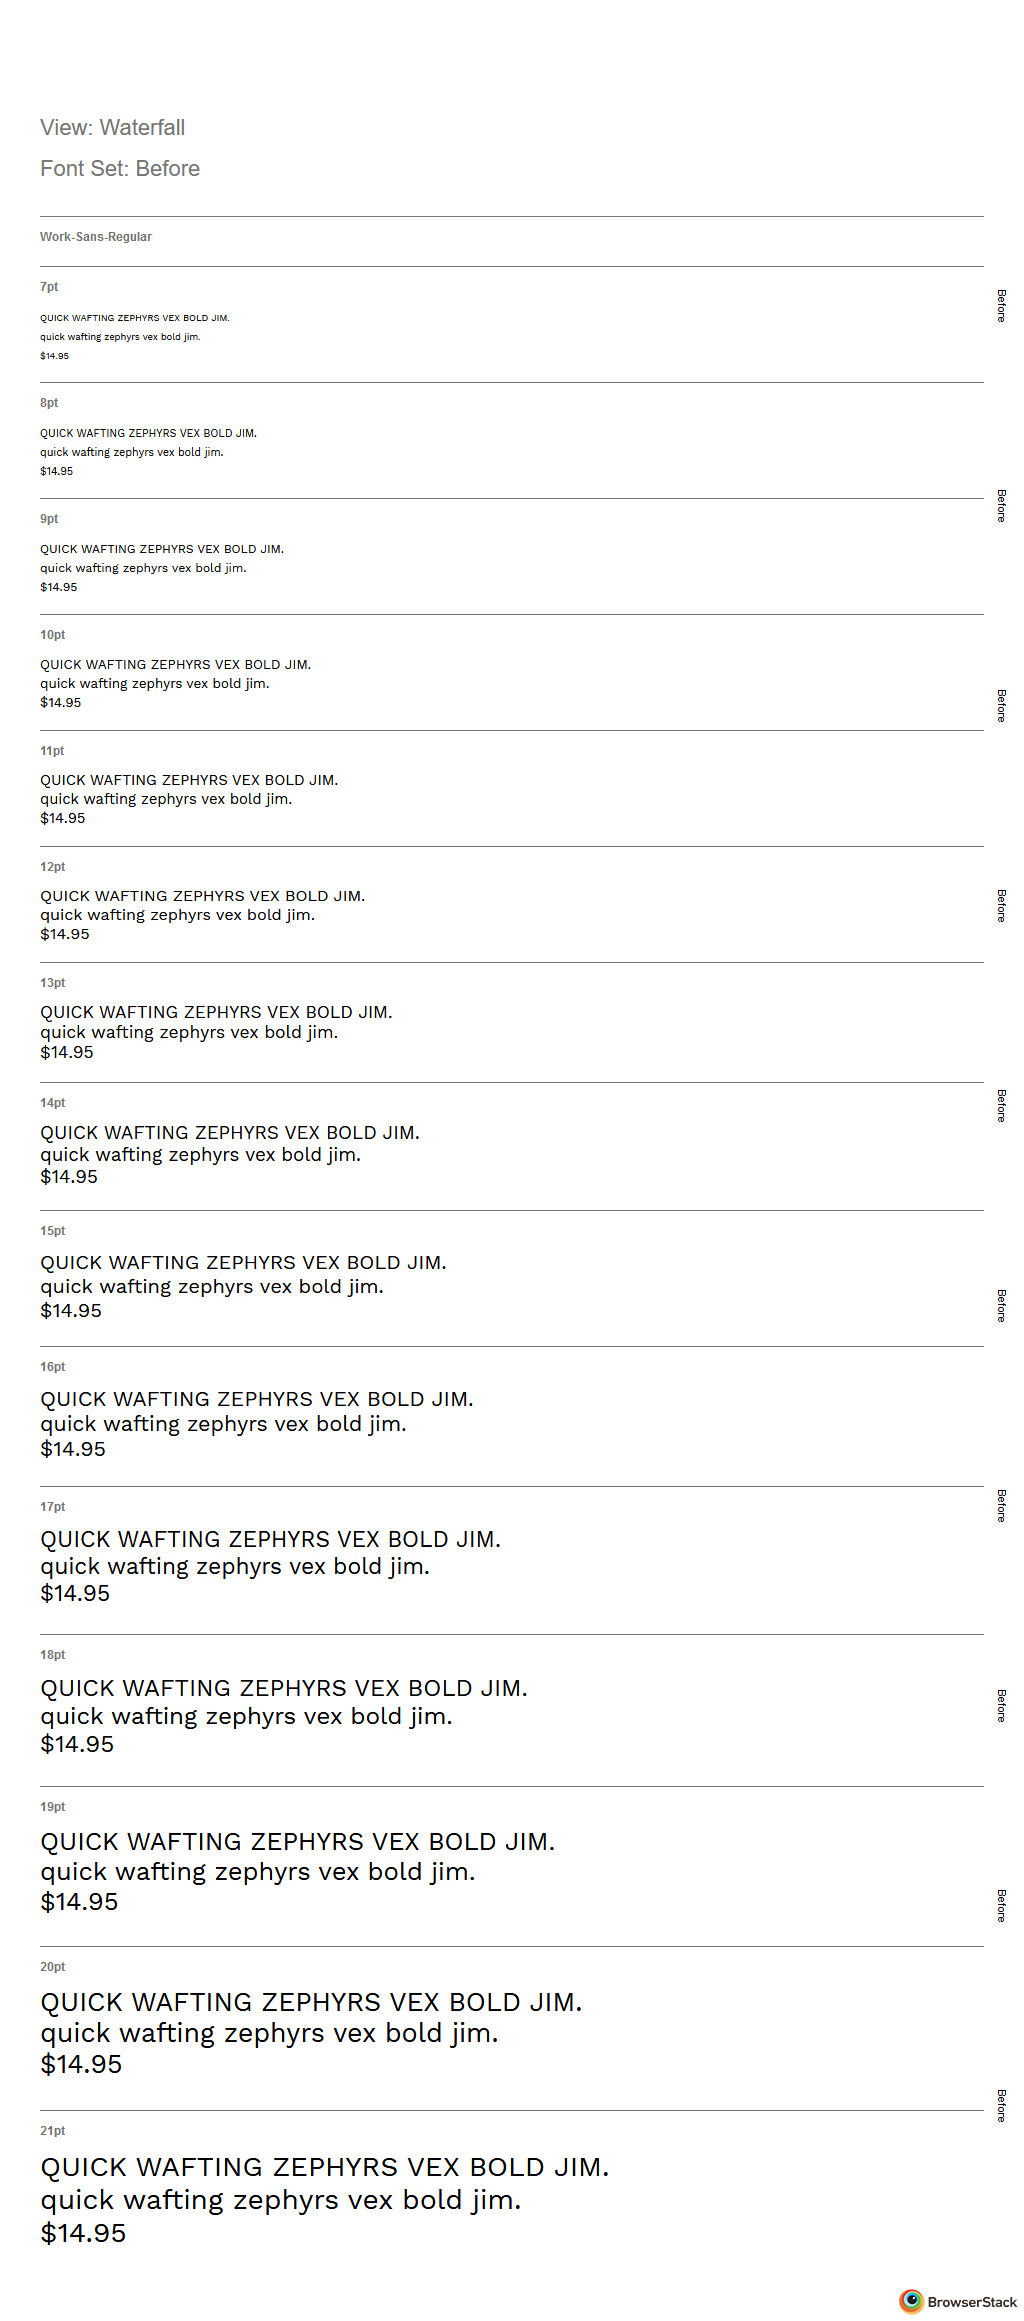 View: Waterfall
Font Set: Before
Work-Sans-Regular
7pt
QUICK WAFTING ZEPHYRS VEX BOLD JIM.
quick wafting zephyrs vex bold jim.
$14.95
Before
8pt
QUICK WAFTING ZEPHYRS VEX BOLD JIM.
quick wafting zephyrs vex bold jim.
$14.95
Before
9pt
QUICK WAFTING ZEPHYRS VEX BOLD JIM.
quick wafting zephyrs vex bold jim.
$14.95
10pt
QUICK WAFTING ZEPHYRS VEX BOLD JIM.
quick wafting zephyrs vex bold jim.
$14.95
Before
11pt
QUICK WAFTING ZEPHYRS VEX BOLD JIM.
quick wafting zephyrs vex bold jim.
$14.95
12pt
QUICK WAFTING ZEPHYRS VEX BOLD JIM.
quick wafting zephyrs vex bold jim.
$14.95
Before
13pt
QUICK WAFTING ZEPHYRS VEX BOLD JIM.
quick wafting zephyrs vex bold jim.
$14.95
14pt
QUICK WAFTING ZEPHYRS VEX BOLD JIM.
quick wafting zephyrs vex bold jim.
$14.95
Before
15pt
QUICK WAFTING ZEPHYRS VEX BOLD JIM.
quick wafting zephyrs vex bold jim.
$14.95
Before
16pt
QUICK WAFTING ZEPHYRS VEX BOLD JIM.
quick wafting zephyrs vex bold jim.
$14.95
17pt
QUICK WAFTING ZEPHYRS VEX BOLD JIM.
quick wafting zephyrs vex bold jim.
$14.95
Before
18pt
QUICK WAFTING ZEPHYRS VEX BOLD JIM.
quick wafting zephyrs vex bold jim.
$14.95
Before
19pt
QUICK WAFTING ZEPHYRS VEX BOLD JIM.
quick wafting zephyrs vex bold jim.
$14.95
Before
20pt
QUICK WAFTING ZEPHYRS VEX BOLD JIM.
quick wafting zephyrs vex bold jim.
$14.95
Before
21pt
QUICK WAFTING ZEPHYRS VEX BOLD JIM.
quick wafting zephyrs vex bold jim.
$14.95
BrowserStack